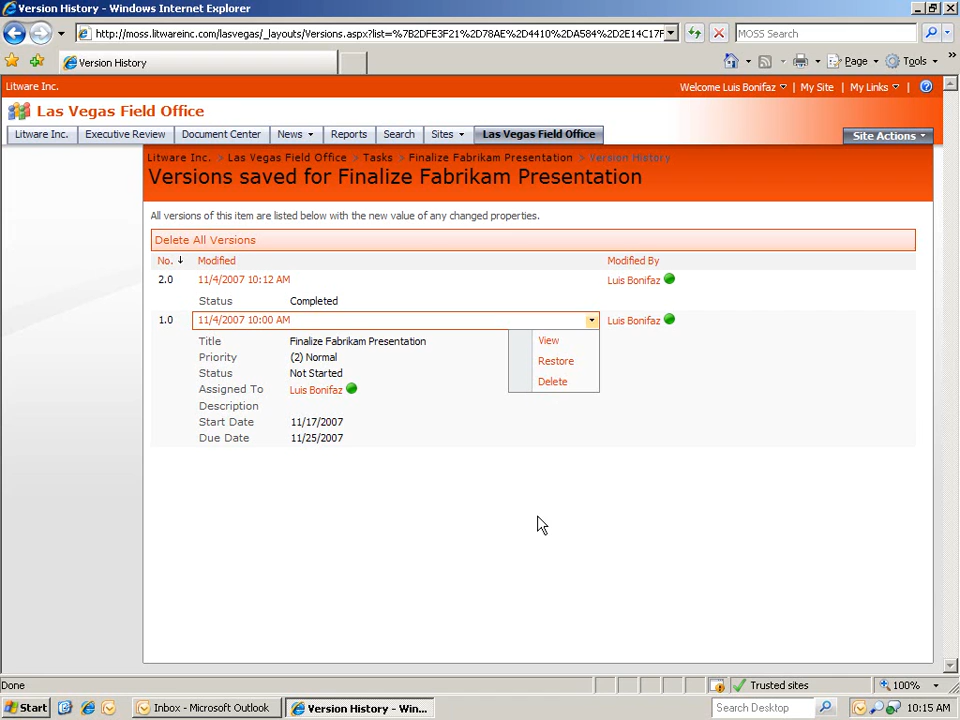 Version History - Windows Internet Explorer
http://moss.litwareinc.com/lasvegas/_layouts/Versions.aspx?list=%7B2%DFE3F21%2D78AE%2D4410%2DA584%2D2E14C17F
MOSS Search
Version History
Page
Tools
Litware Inc.
Welcome Luis Bonifaz
My Site
My Links
Las Vegas Field Office
Litware Inc.
Executive Review
Document Center
News
Reports
Search
Sites
Las Vegas Field Office
Site Actions
Litware Inc. > Las Vegas Field Office > Tasks > Finalize Fabrikam Presentation > Version History
Versions saved for Finalize Fabrikam Presentation
All versions of this item are listed below with the new value of any changed properties.
Delete All Versions
No. ↓ Modified Modified By
2.0 11/4/2007 10:12 AM Luis Bonifaz
Status Completed
1.0 11/4/2007 10:00 AM Luis Bonifaz
View
Restore
Delete
Title Finalize Fabrikam Presentation
Priority (2) Normal
Status Not Started
Assigned To Luis Bonifaz
Description
Start Date 11/17/2007
Due Date 11/25/2007
Done
Trusted sites
100%
Start
Inbox - Microsoft Outlook
Version History - Win...
Search Desktop
10:15 AM